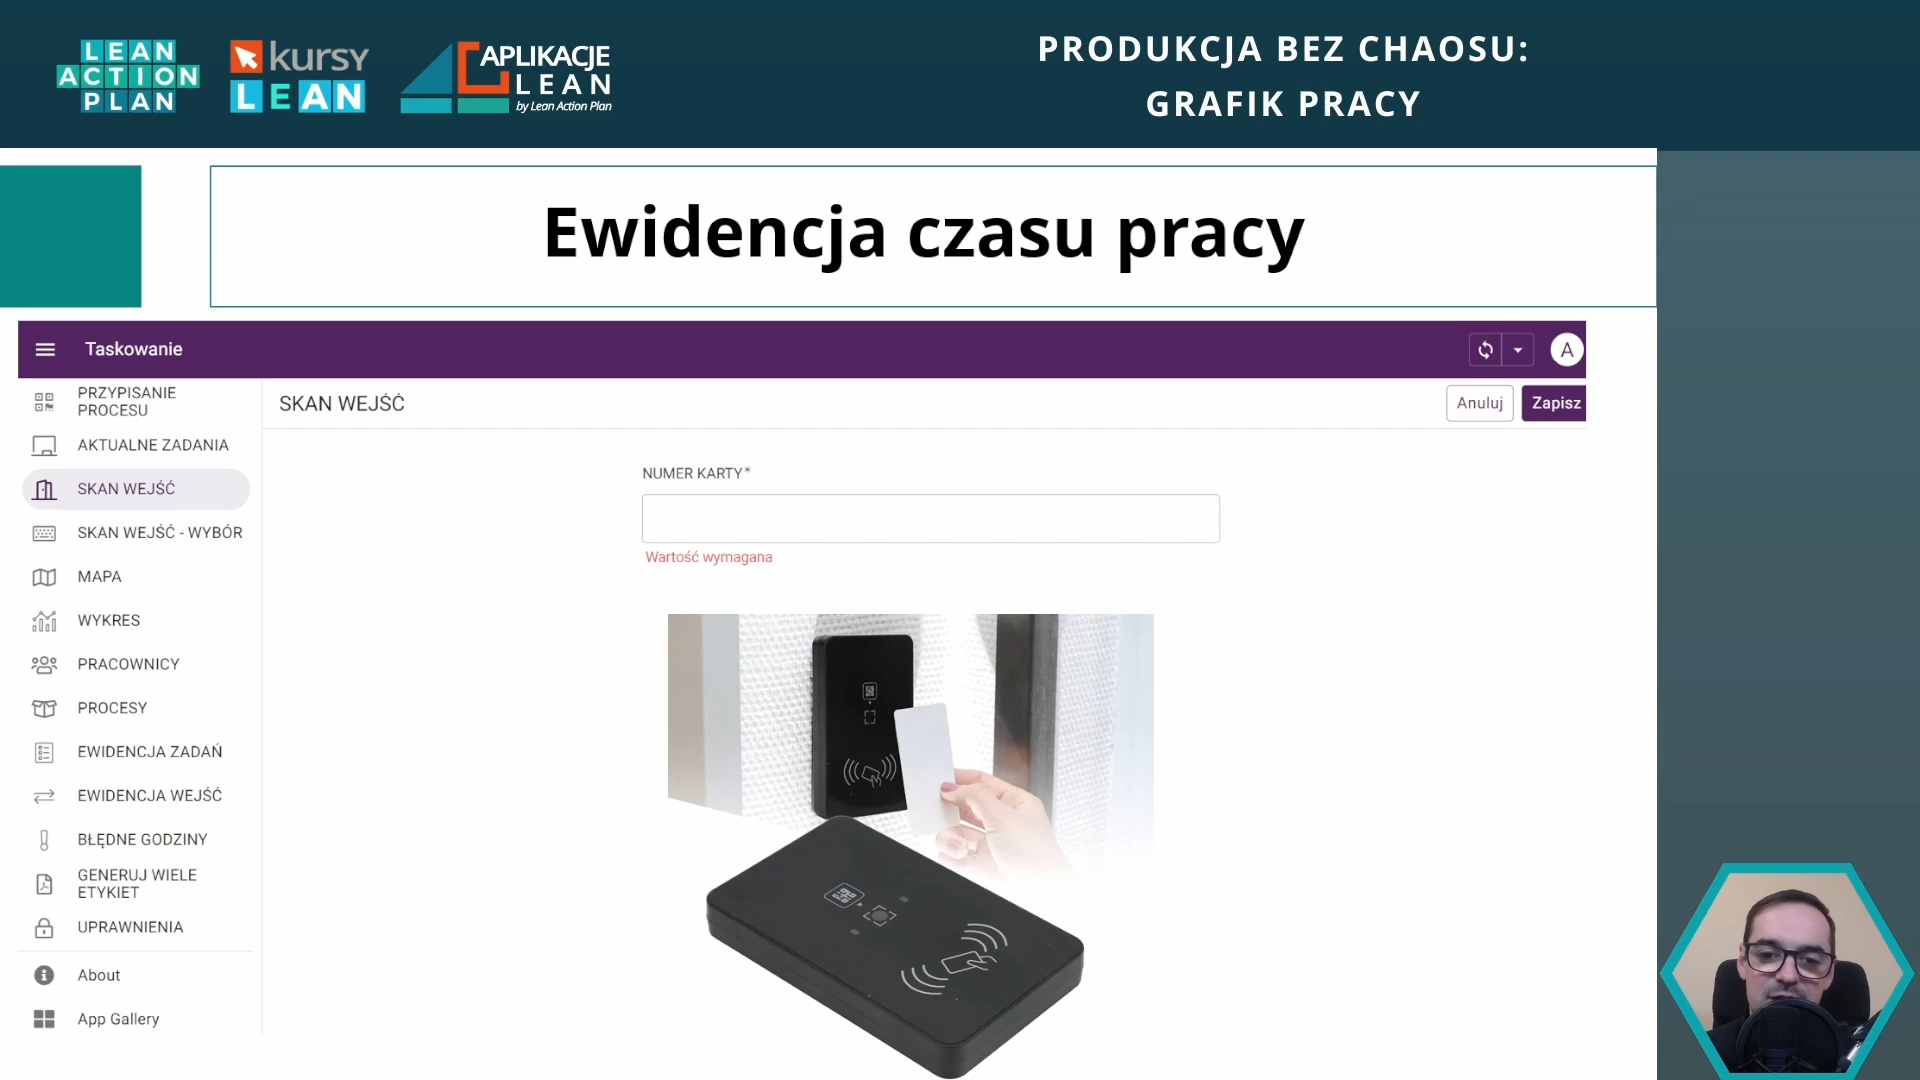 LEAN
ACTION
PLAN
kursy
LEAN
APLIKACJE
LEAN
by Lean Action Plan
PRODUKCJA BEZ CHAOSU:
GRAFIK PRACY
Ewidencja czasu pracy
Taskowanie
A
PRZYPISANIE
PROCESU
AKTUALNE ZADANIA
SKAN WEJŚĆ
SKAN WEJŚĆ - WYBÓR
MAPA
WYKRES
PRACOWNICY
PROCESY
EWIDENCJA ZADAŃ
EWIDENCJA WEJŚĆ
BŁĘDNE GODZINY
GENERUJ WIELE
ETYKIET
UPRAWNIENIA
About
App Gallery
SKAN WEJŚĆ
Anuluj
Zapisz
NUMER KARTY*
Wartość wymagana